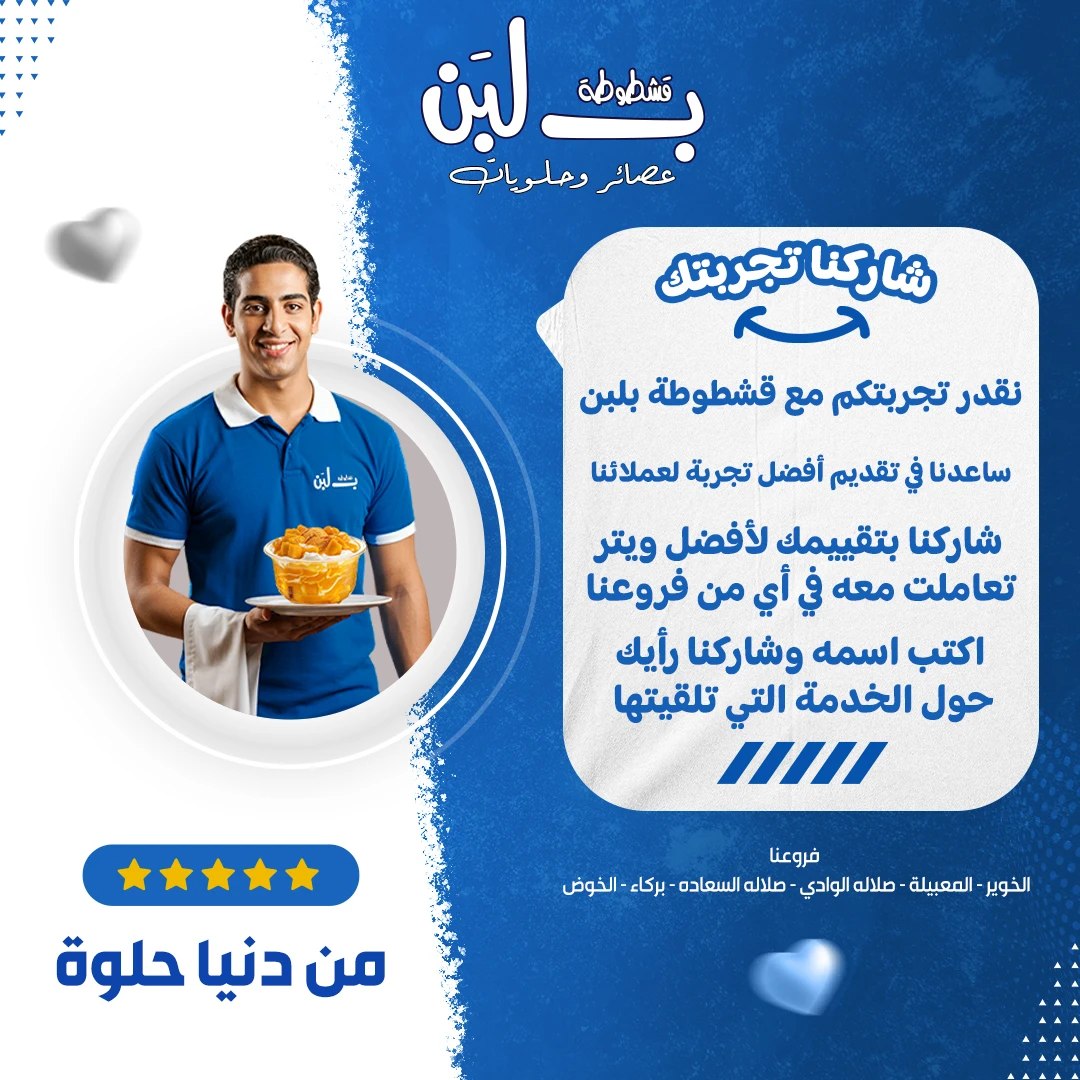 قشطوطة
بـ لبَن
عصائر وحلويات
شاركنا تجربتك
نقدر تجربتكم مع قشطوطة بلبن
ساعدنا في تقديم أفضل تجربة لعملائنا
شاركنا بتقييمك لأفضل ويتر
تعاملت معه في أي من فروعنا
اكتب اسمه وشاركنا رأيك
حول الخدمة التي تلقيتها
بـ لبَن
فروعنا
الخوير - المعبيلة - صلاله الوادي - صلاله السعاده - بركاء - الخوض
من دنيا حلوة